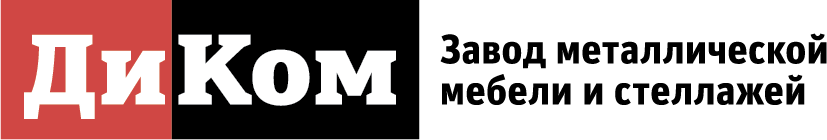 ДиКом
Завод металлической
мебели и стеллажей